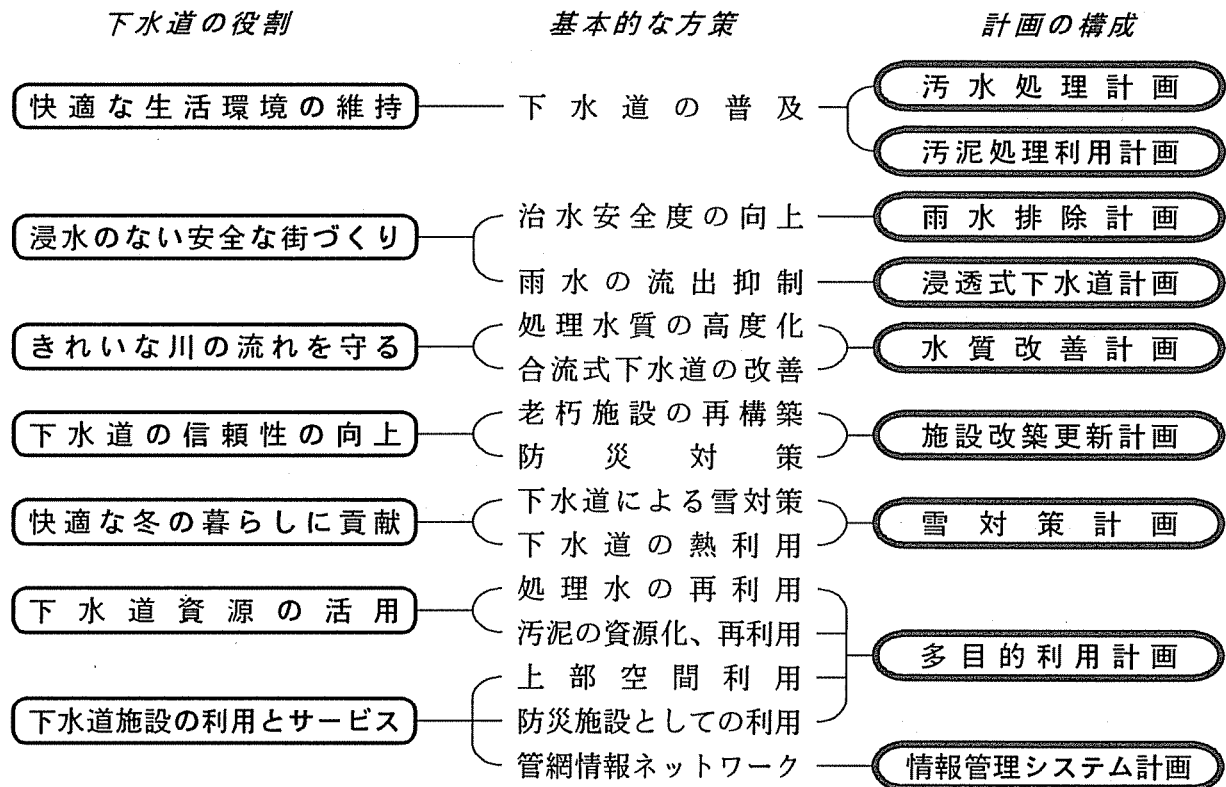 下水道の役割 基本的な方策 計画の構成
快適な生活環境の維持 下水道の普及 汚水処理計画
汚泥処理利用計画
浸水のない安全な街づくり 治水安全度の向上 雨水排除計画
雨水の流出抑制 浸透式下水道計画
きれいな川の流れを守る 処理水質の高度化 水質改善計画
合流式下水道の改善
下水道の信頼性の向上 老朽施設の再構築 施設改築更新計画
防災対策
快適な冬の暮らしに貢献 下水道による雪対策 雪対策計画
下水道の熱利用
下水道資源の活用 処理水の再利用
汚泥の資源化、再利用 多目的利用計画
上部空間利用
下水道施設の利用とサービス 防災施設としての利用
管網情報ネットワーク 情報管理システム計画